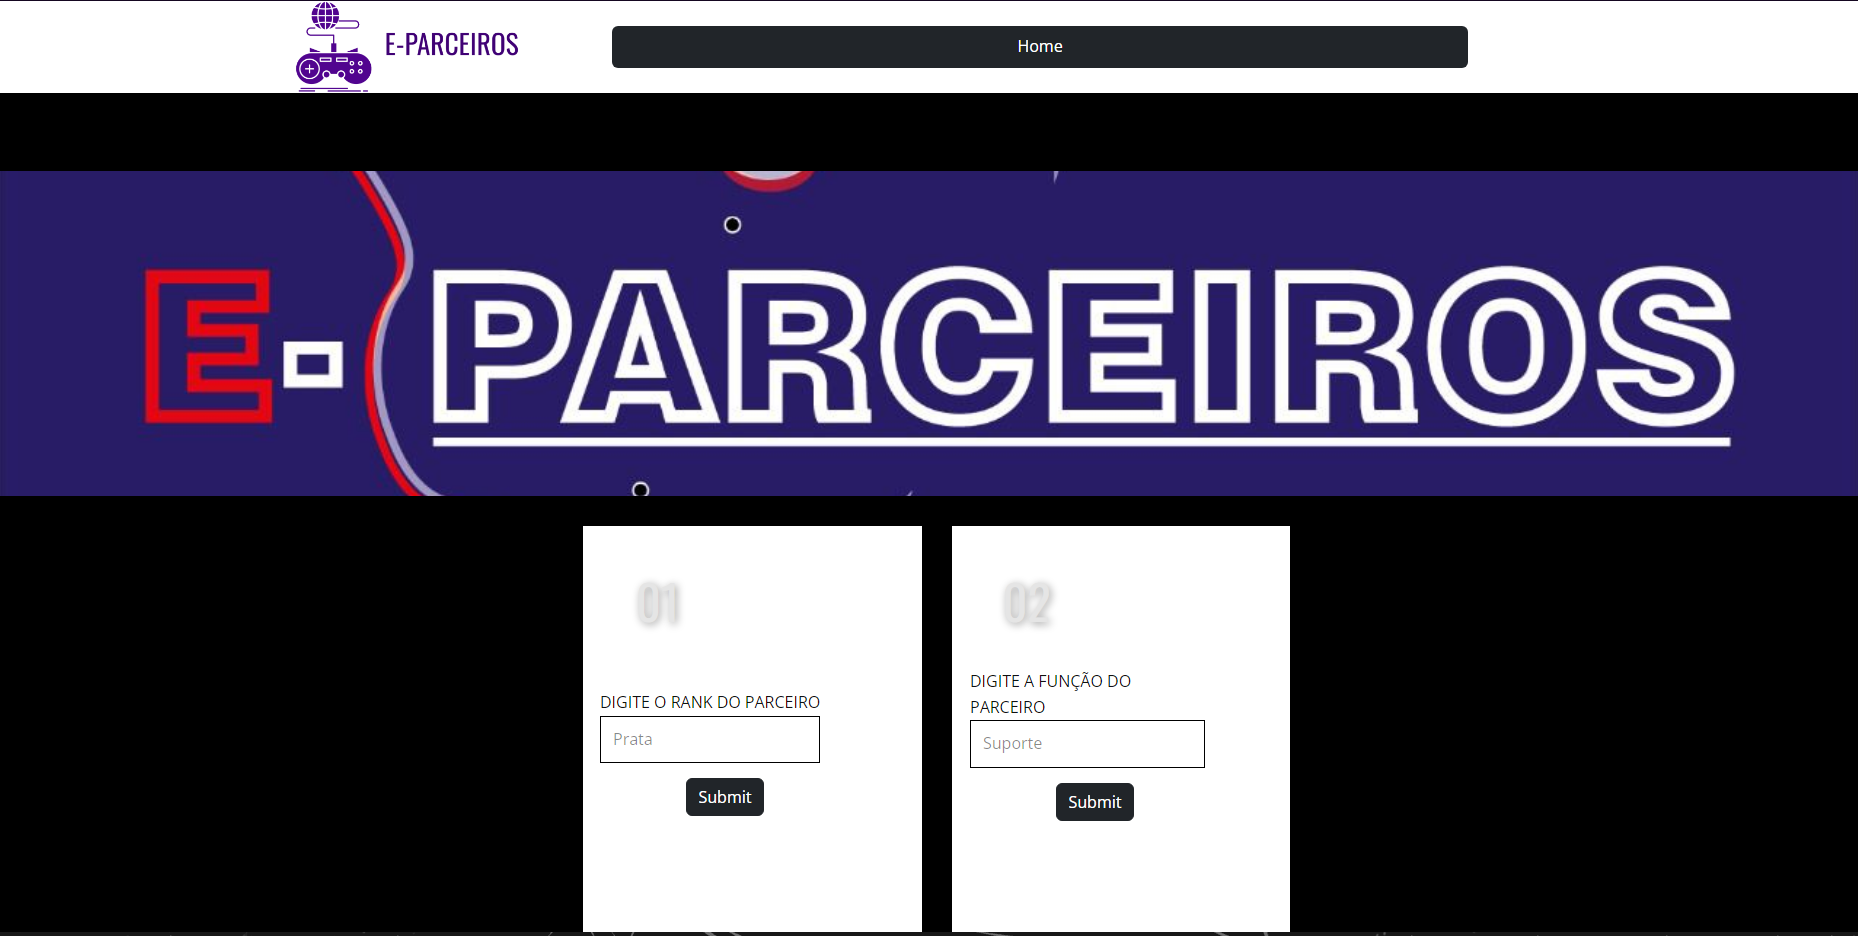 E-PARCEIROS
Home
E-PARCEIROS
01
DIGITE O RANK DO PARCEIRO
Prata
Submit
02
DIGITE A FUNÇÃO DO
PARCEIRO
Suporte
Submit